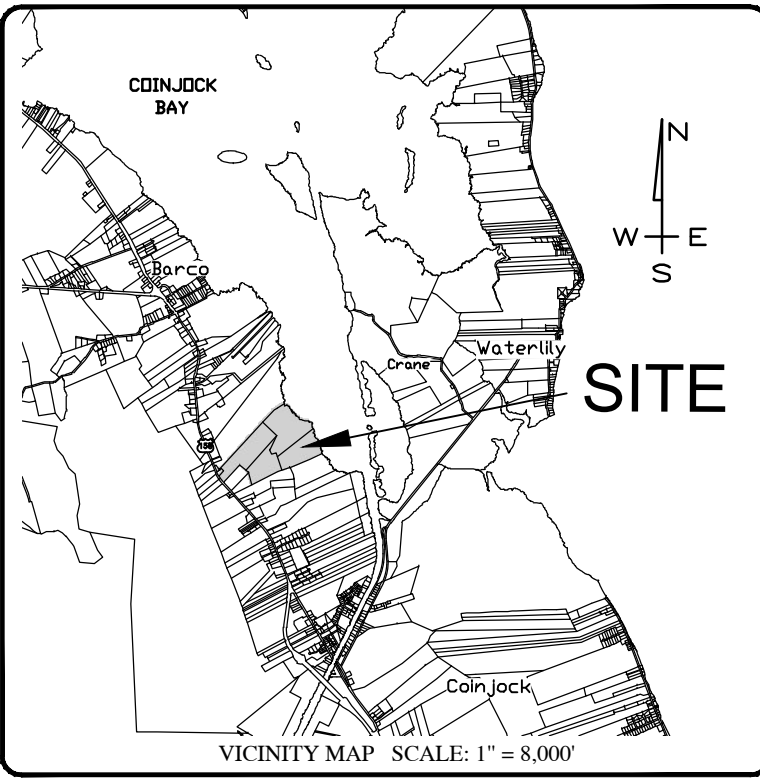 COINJOCK
BAY
N
W E
S
Barco
Waterlily
Crane
SITE
158
Coinjock
VICINITY MAP SCALE: 1" = 8,000'